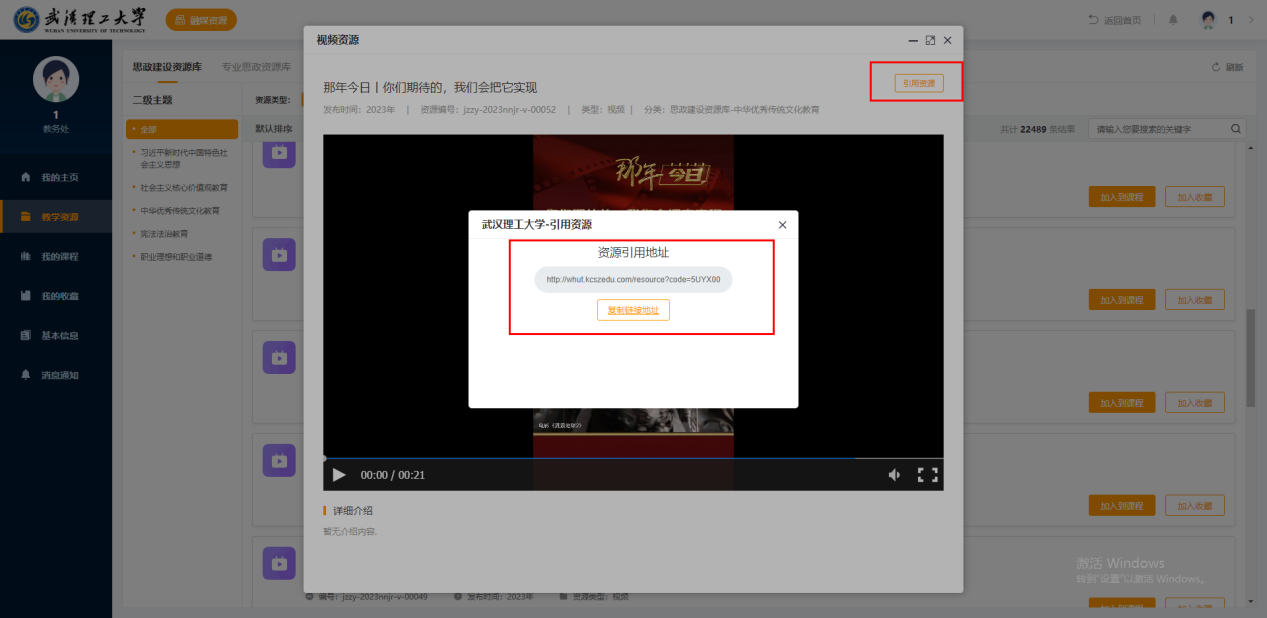 武汉理工大学
WUHAN UNIVERSITY OF TECHNOLOGY
融媒资源
返回首页
1
1
教务处
我的主页
教学资源
我的课程
我的收藏
基本信息
消息通知
思政建设资源库
专业思政资源库
刷新
二级主题
资源类型:
全部
习近平新时代中国特色社
会主义思想
社会主义核心价值观教育
中华优秀传统文化教育
宪法法治教育
职业理想和职业道德
默认排序
共计 22489 条结果
请输入您要搜索的关键字
视频资源
引用资源
那年今日丨你们期待的，我们会把它实现
发布时间：2023年 | 资源编号：jzzy-2023nnjr-v-00052 | 类型：视频 | 分类：思政建设资源库-中华优秀传统文化教育
那年 今日
武汉理工大学-引用资源
资源引用地址
http://whut.kcszedu.com/resource?code=5UYX00
复制链接地址
00:00 / 00:21
详细介绍
暂无介绍内容.
加入到课程
加入收藏
加入到课程
加入收藏
加入到课程
加入收藏
加入到课程
加入收藏
激活 Windows
转到"设置"以激活 Windows。
加入到课程
加入收藏
编号：jzzy-2023nnjr-v-00049
发布时间：2023年
资源类型：视频